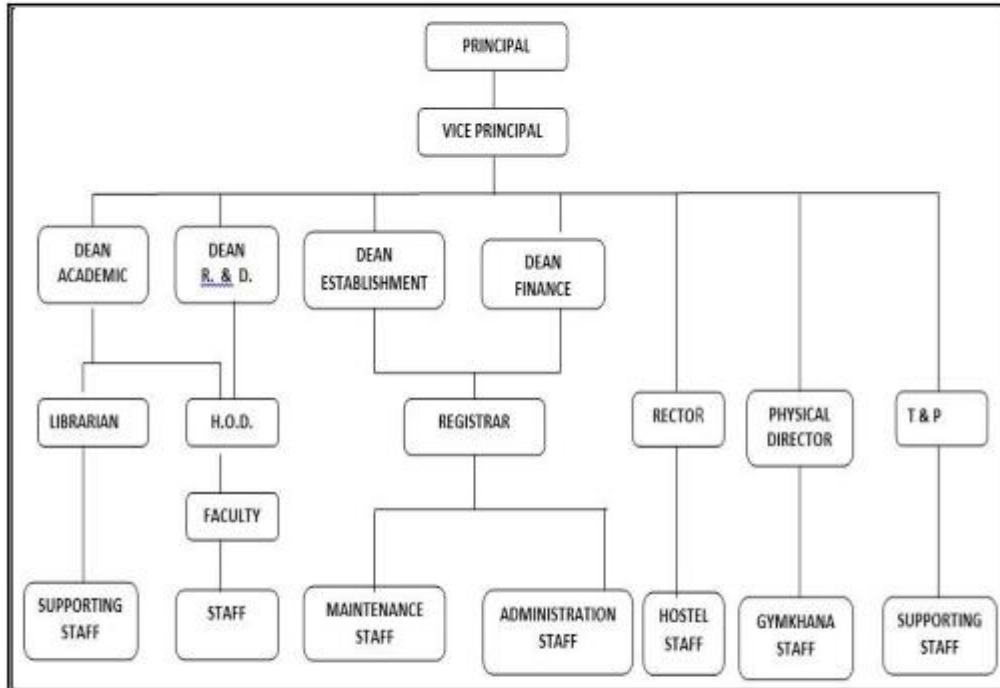 PRINCIPAL
VICE PRINCIPAL
DEAN
ACADEMIC
DEAN
R. & D.
DEAN
ESTABLISHMENT
DEAN
FINANCE
LIBRARIAN
H.O.D.
REGISTRAR
RECTOR
PHYSICAL
DIRECTOR
T & P
FACULTY
SUPPORTING
STAFF
STAFF
MAINTENANCE
STAFF
ADMINISTRATION
STAFF
HOSTEL
STAFF
GYMKHANA
STAFF
SUPPORTING
STAFF